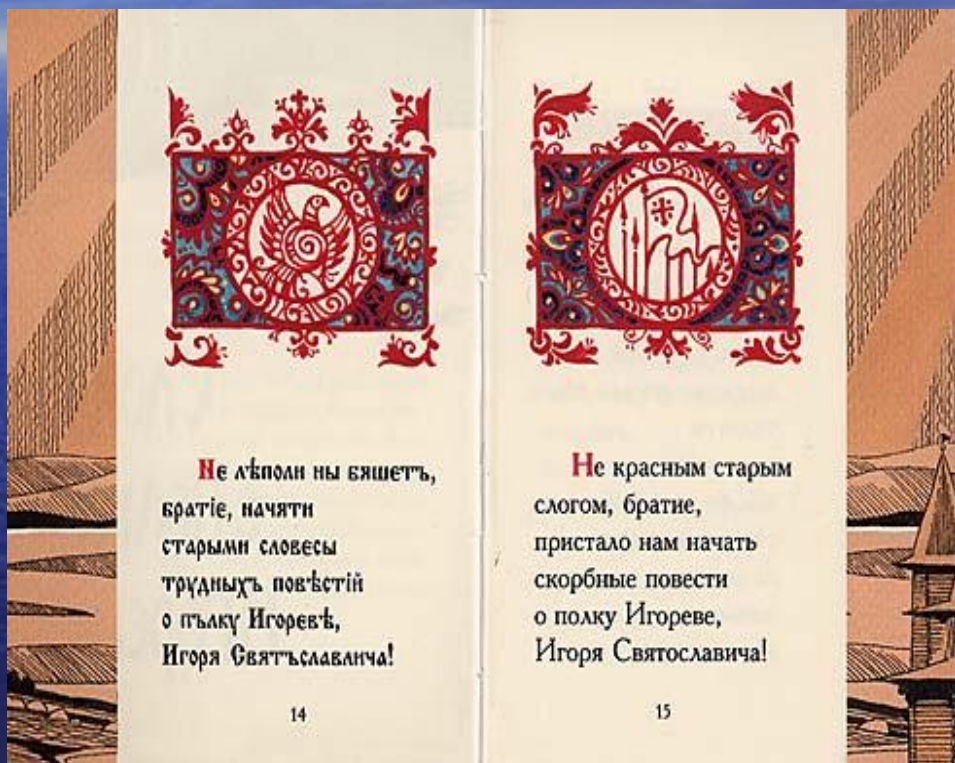 Не лѣполи ны бяшетъ,
братіе, начяти
старыми словесы
трудныхъ повѣстій
о пълку Игоревѣ,
Игоря Святъславлича!
14
Не красным старым
слогом, братие,
пристало нам начать
скорбные повести
о полку Игореве,
Игоря Святославича!
15